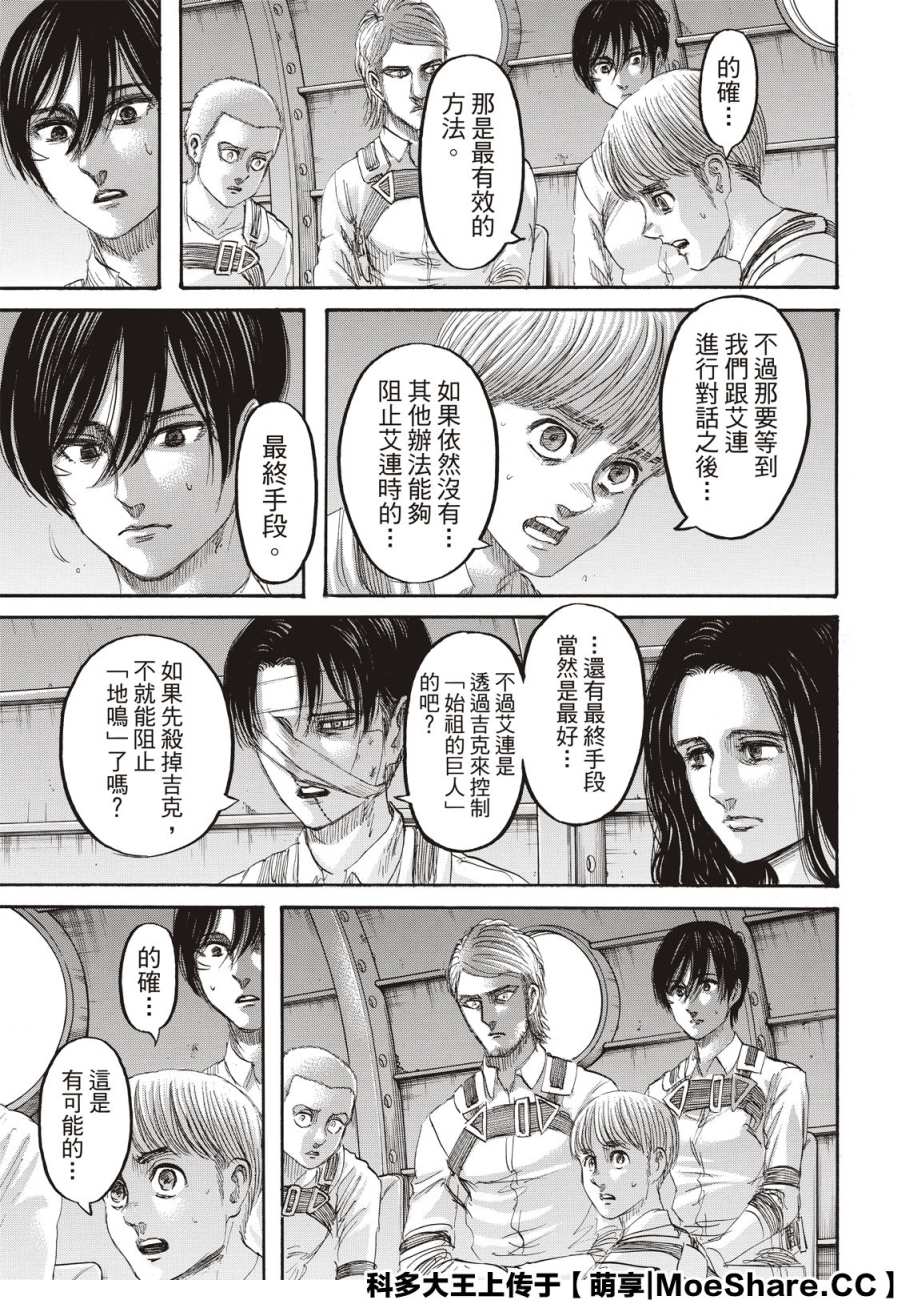 的確…
那是最有效的
方法。
不過那要等到
我們跟艾連
進行對話之後…
如果依然沒有…
其他辦法能夠
阻止艾連時的…
最終手段。
…還有最終手段
當然是最好…
不過艾連是
透過吉克來控制
「始祖的巨人」
的吧？
如果先殺掉吉克，
不就能阻止
「地鳴」了嗎？
的確…
這是
有可能的…
科多大王上传于【萌享|MoeShare.CC】